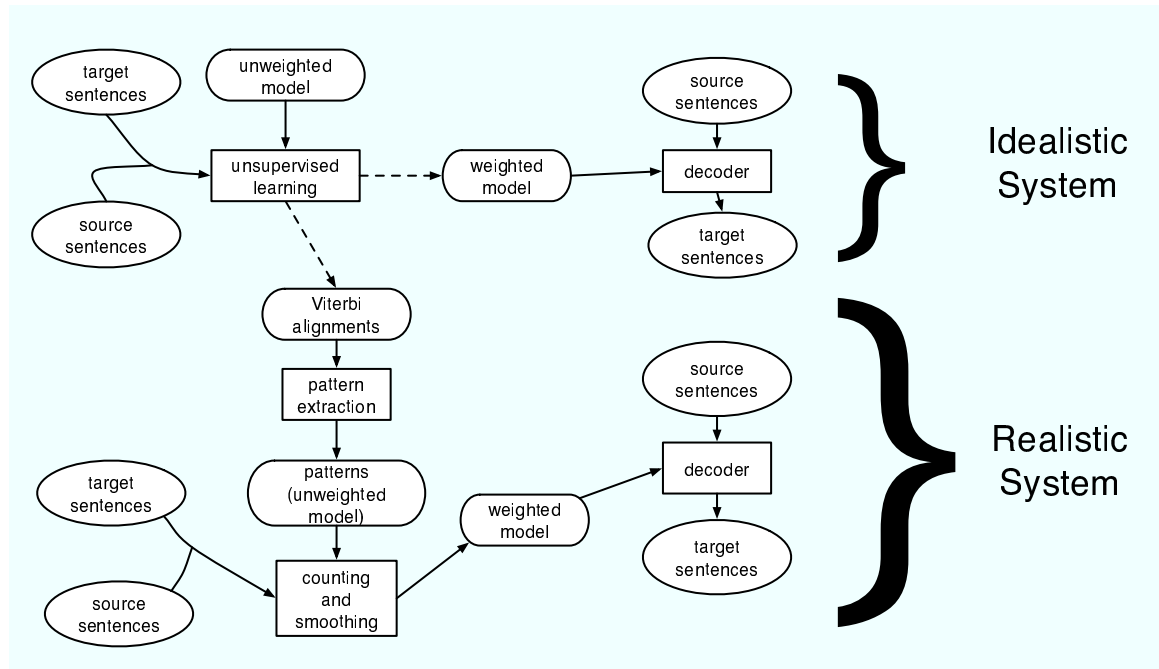 target
sentences
unweighted
model
source
sentences
unsupervised
learning
weighted
model
decoder
source
sentences
target
sentences
Idealistic
System
Viterbi
alignments
pattern
extraction
source
sentences
patterns
(unweighted
model)
target
sentences
weighted
model
decoder
counting
and
smoothing
source
sentences
target
sentences
Realistic
System